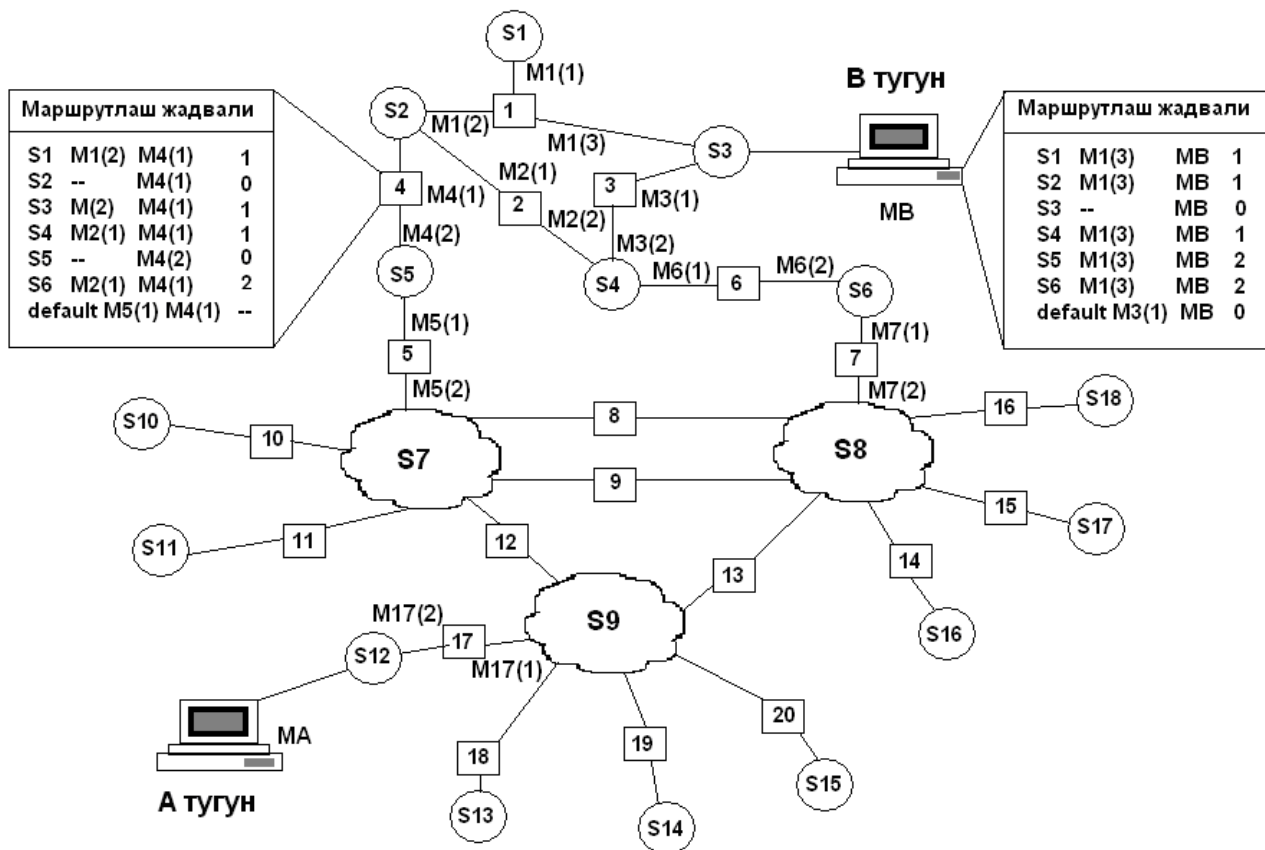 S1
M1(1)
В тугун
Маршрутлаш жадвали
S1 M1(2) M4(1) 1
S2 -- M4(1) 0
S3 M(2) M4(1) 1
S4 M2(1) M4(1) 1
S5 -- M4(2) 0
S6 M2(1) M4(1) 2
default M5(1) M4(1) --
S2
M1(2)
1
M1(3)
S3
MB
Маршрутлаш жадвали
S1 M1(3) MB 1
S2 M1(3) MB 1
S3 -- MB 0
S4 M1(3) MB 1
S5 M1(3) MB 2
S6 M1(3) MB 2
default M3(1) MB 0
4
M4(1)
M2(1)
2
M2(2)
3
M3(1)
M4(2)
M3(2)
S5
S4
M6(1)
6
M6(2)
S6
M5(1)
M7(1)
5
7
M5(2)
M7(2)
S10
10
S7
8
S8
16
S18
9
15
S17
S11
11
12
13
14
S16
M17(2)
S12
17
M17(1)
S9
MA
А тугун
18
19
20
S13
S14
S15